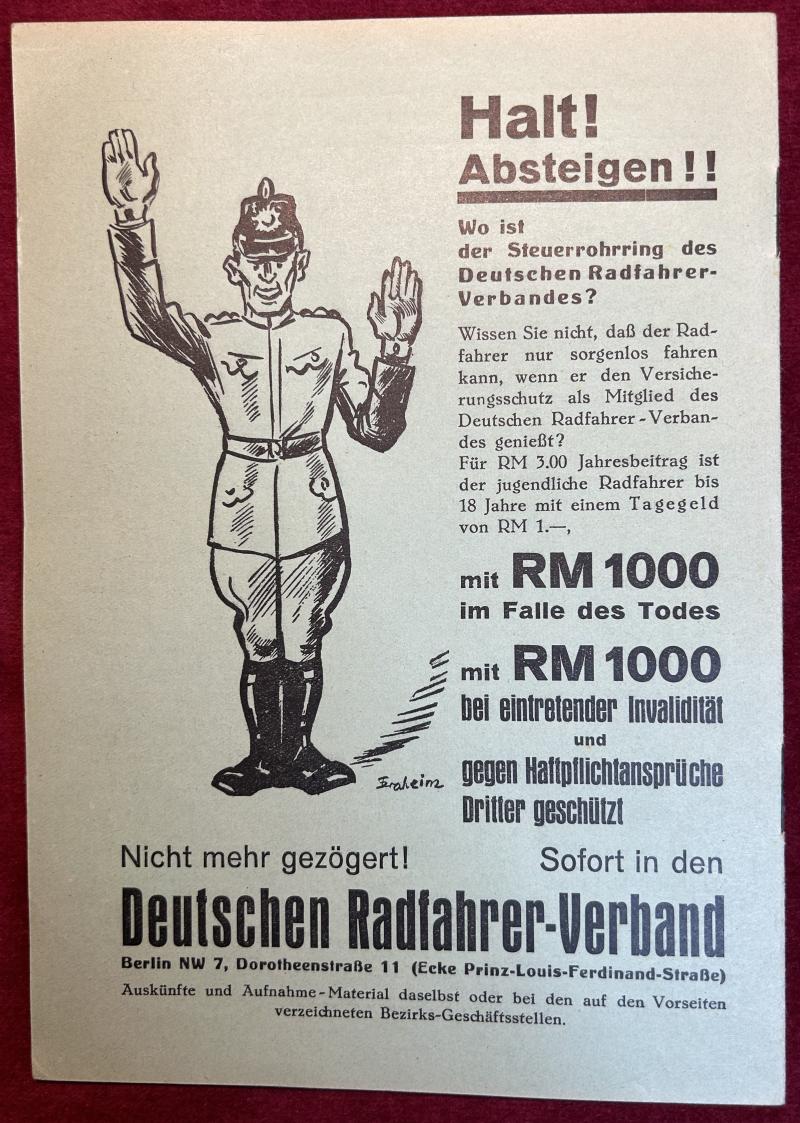 Halt!
Absteigen!!
Wo ist
der Steuerrohrring des
Deutschen Radfahrer-
Verbandes?
Wissen Sie nicht, daß der Rad-
fahrer nur sorgenlos fahren
kann, wenn er den Versiche-
rungsschutz als Mitglied des
Deutschen Radfahrer-Verban-
des genießt?
Für RM 3.00 Jahresbeitrag ist
der jugendliche Radfahrer bis
18 Jahre mit einem Tagegeld
von RM 1.—,
mit RM 1000
im Falle des Todes
mit RM 1000
bei eintretender Invalidität
und
gegen Haftpflichtansprüche
Dritter geschützt
Nicht mehr gezögert! Sofort in den
Deutschen Radfahrer-Verband
Berlin NW 7, Dorotheenstraße 11 (Ecke Prinz-Louis-Ferdinand-Straße)
Auskünfte und Aufnahme-Material daselbst oder bei den auf den Vorseiten
verzeichneten Bezirks-Geschäftsstellen.